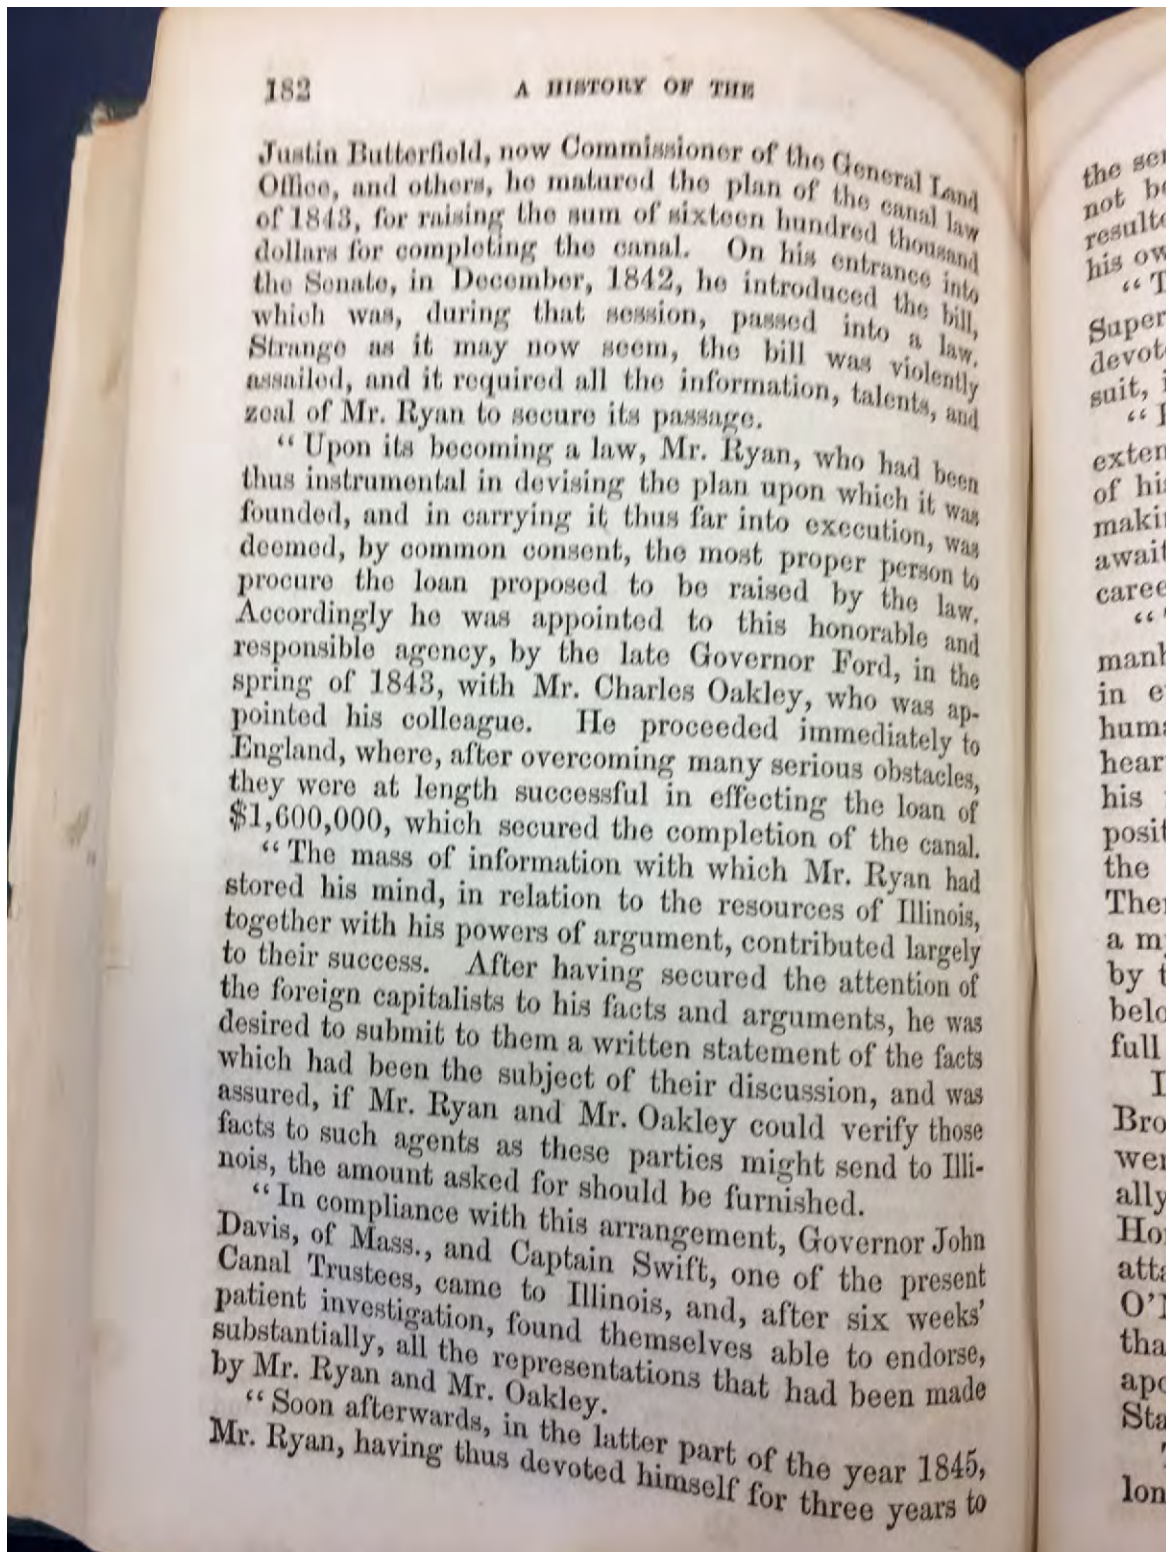 182 A HISTORY OF THE
Justin Butterfield, now Commissioner of the General Land
Office, and others, he matured the plan of the canal law
of 1843, for raising the sum of sixteen hundred thousand
dollars for completing the canal. On his entrance into
the Senate, in December, 1842, he introduced the bill,
which was, during that session, passed into a law.
Strange as it may now seem, the bill was violently
assailed, and it required all the information, talents, and
zeal of Mr. Ryan to secure its passage.
“ Upon its becoming a law, Mr. Ryan, who had been
thus instrumental in devising the plan upon which it was
founded, and in carrying it thus far into execution, was
deemed, by common consent, the most proper person to
procure the loan proposed to be raised by the law.
Accordingly he was appointed to this honorable and
responsible agency, by the late Governor Ford, in the
spring of 1843, with Mr. Charles Oakley, who was ap-
pointed his colleague. He proceeded immediately to
England, where, after overcoming many serious obstacles,
they were at length successful in effecting the loan of
$1,600,000, which secured the completion of the canal.
“ The mass of information with which Mr. Ryan had
stored his mind, in relation to the resources of Illinois,
together with his powers of argument, contributed largely
to their success. After having secured the attention of
the foreign capitalists to his facts and arguments, he was
desired to submit to them a written statement of the facts
which had been the subject of their discussion, and was
assured, if Mr. Ryan and Mr. Oakley could verify those
facts to such agents as these parties might send to Illi-
nois, the amount asked for should be furnished.
“ In compliance with this arrangement, Governor John
Davis, of Mass., and Captain Swift, one of the present
Canal Trustees, came to Illinois, and, after six weeks’
patient investigation, found themselves able to endorse,
substantially, all the representations that had been made
by Mr. Ryan and Mr. Oakley.
“ Soon afterwards, in the latter part of the year 1845,
Mr. Ryan, having thus devoted himself for three years to
the
not
his
suit,
of
in
his
the
a
by
full